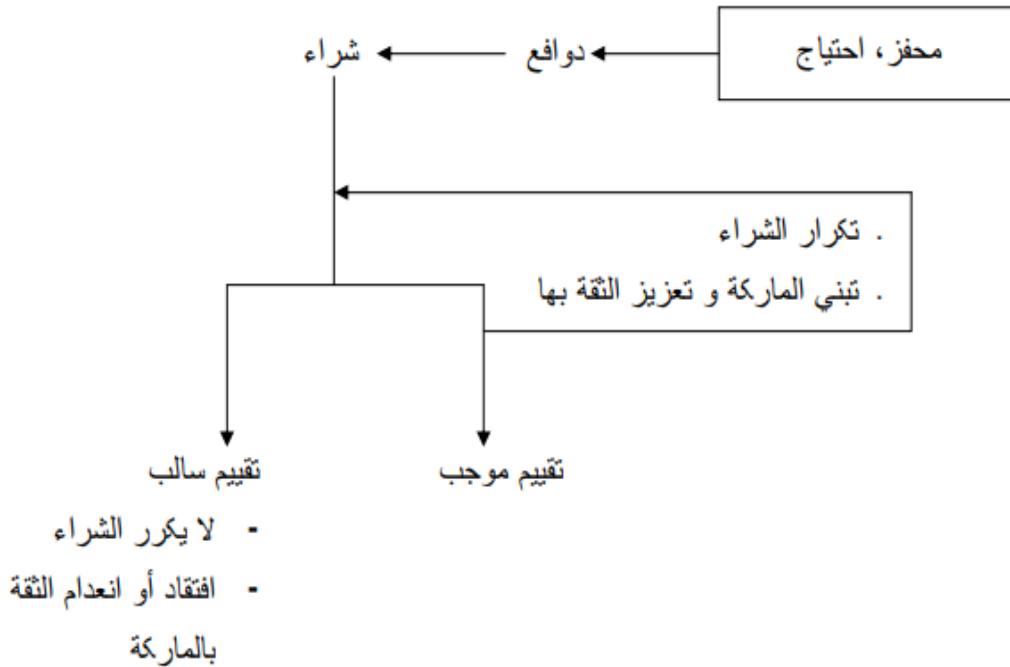 محفز، احتياج
دوافع
شراء
. تكرار الشراء
. تبني الماركة و تعزيز الثقة بها
تقييم موجب
تقييم سالب
- لا يكرر الشراء
- افتقاد أو انعدام الثقة
بالماركة